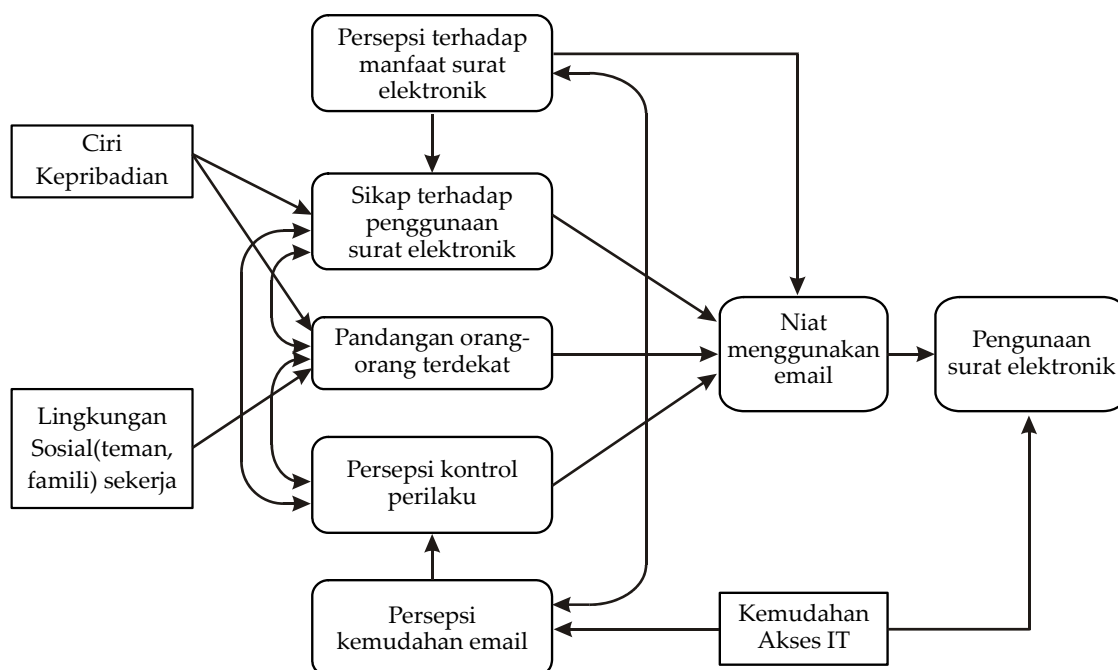 Persepsi terhadap
manfaat surat
elektronik
Ciri
Kepribadian
Sikap terhadap
penggunaan
surat elektronik
Pandangan orang-
orang terdekat
Niat
menggunakan
email
Pengunaan
surat elektronik
Lingkungan
Sosial(teman,
famili) sekerja
Persepsi kontrol
perilaku
Persepsi
kemudahan email
Kemudahan
Akses IT